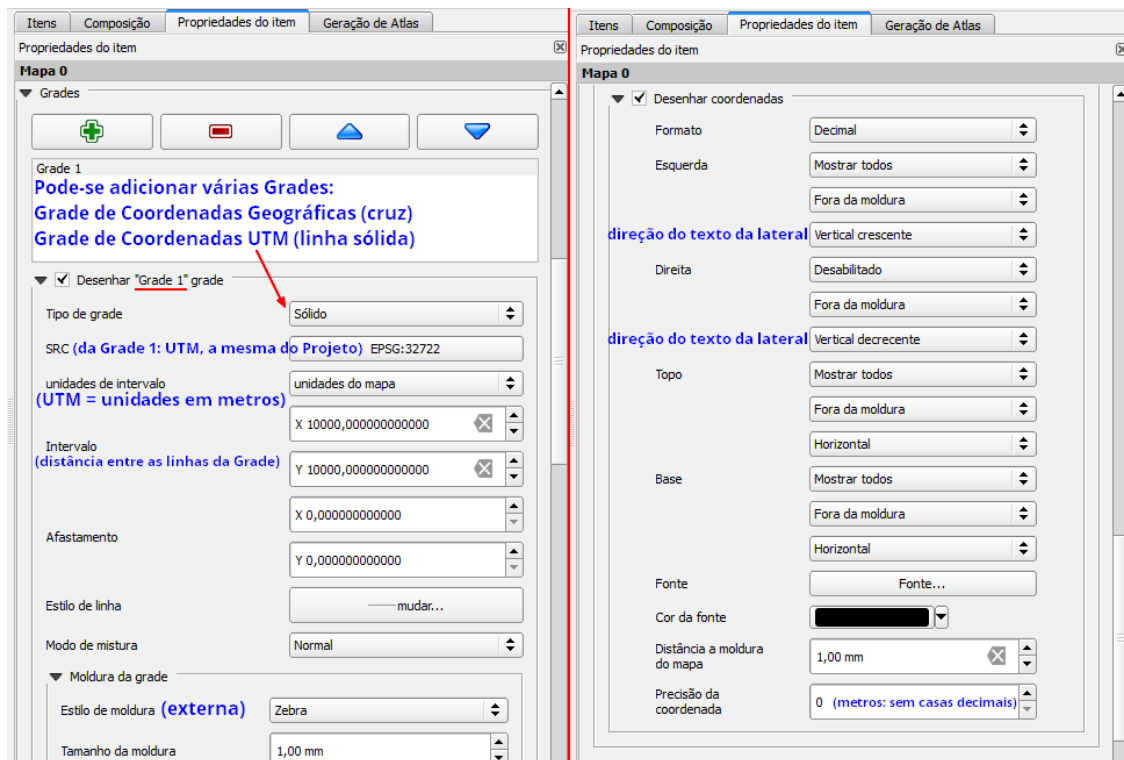 Itens Composição Propriedades do item Geração de Atlas
Propriedades do item
Mapa 0
Grades
Grade 1
Pode-se adicionar várias Grades:
Grade de Coordenadas Geográficas (cruz)
Grade de Coordenadas UTM (linha sólida)
Desenhar "Grade 1" grade
Tipo de grade Sólido
SRC (da Grade 1: UTM, a mesma do Projeto) EPSG:32722
unidades de intervalo unidades do mapa
(UTM = unidades em metros)
X 10000,000000000000
Intervalo
(distância entre as linhas da Grade)
Y 10000,000000000000
X 0,000000000000
Afastamento
Y 0,000000000000
Estilo de linha mudar...
Modo de mistura Normal
Moldura da grade
Estilo de moldura (externa) Zebra
Tamanho da moldura 1,00 mm
Itens Composição Propriedades do item Geração de Atlas
Propriedades do item
Mapa 0
Desenhar coordenadas
Formato Decimal
Esquerda Mostrar todos
Fora da moldura
direção do texto da lateral Vertical crescente
Direita Desabilitado
Fora da moldura
direção do texto da lateral Vertical decrecente
Topo Mostrar todos
Fora da moldura
Horizontal
Base Mostrar todos
Fora da moldura
Horizontal
Fonte Fonte...
Cor da fonte
Distância a moldura
do mapa 1,00 mm
Precisão da
coordenada 0 (metros: sem casas decimais)